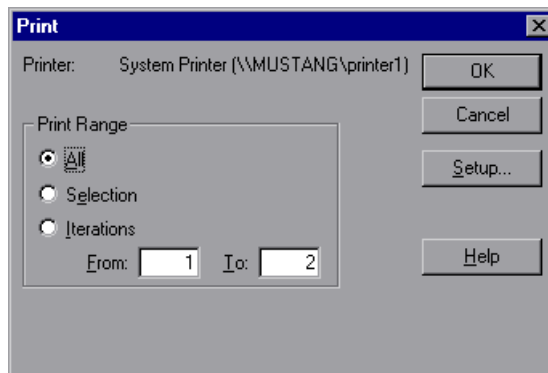 Print
Printer: System Printer (\\MUSTANG\printer1)
OK
Cancel
Print Range
All
Setup...
Selection
Iterations
From: 1 To: 2
Help